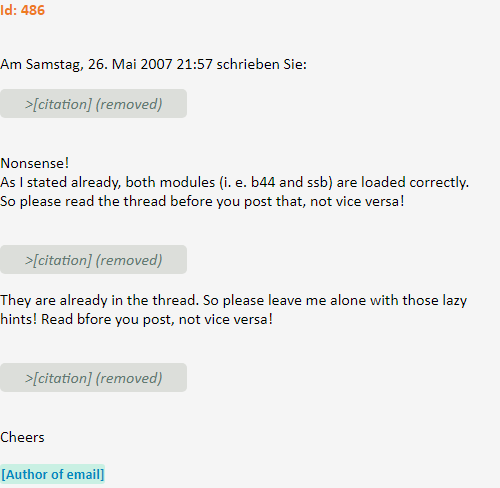 Id: 486
Am Samstag, 26. Mai 2007 21:57 schrieben Sie:
>[citation] (removed)
Nonsense!
As I stated already, both modules (i. e. b44 and ssb) are loaded correctly.
So please read the thread before you post that, not vice versa!
>[citation] (removed)
They are already in the thread. So please leave me alone with those lazy
hints! Read bfore you post, not vice versa!
>[citation] (removed)
Cheers
[Author of email]